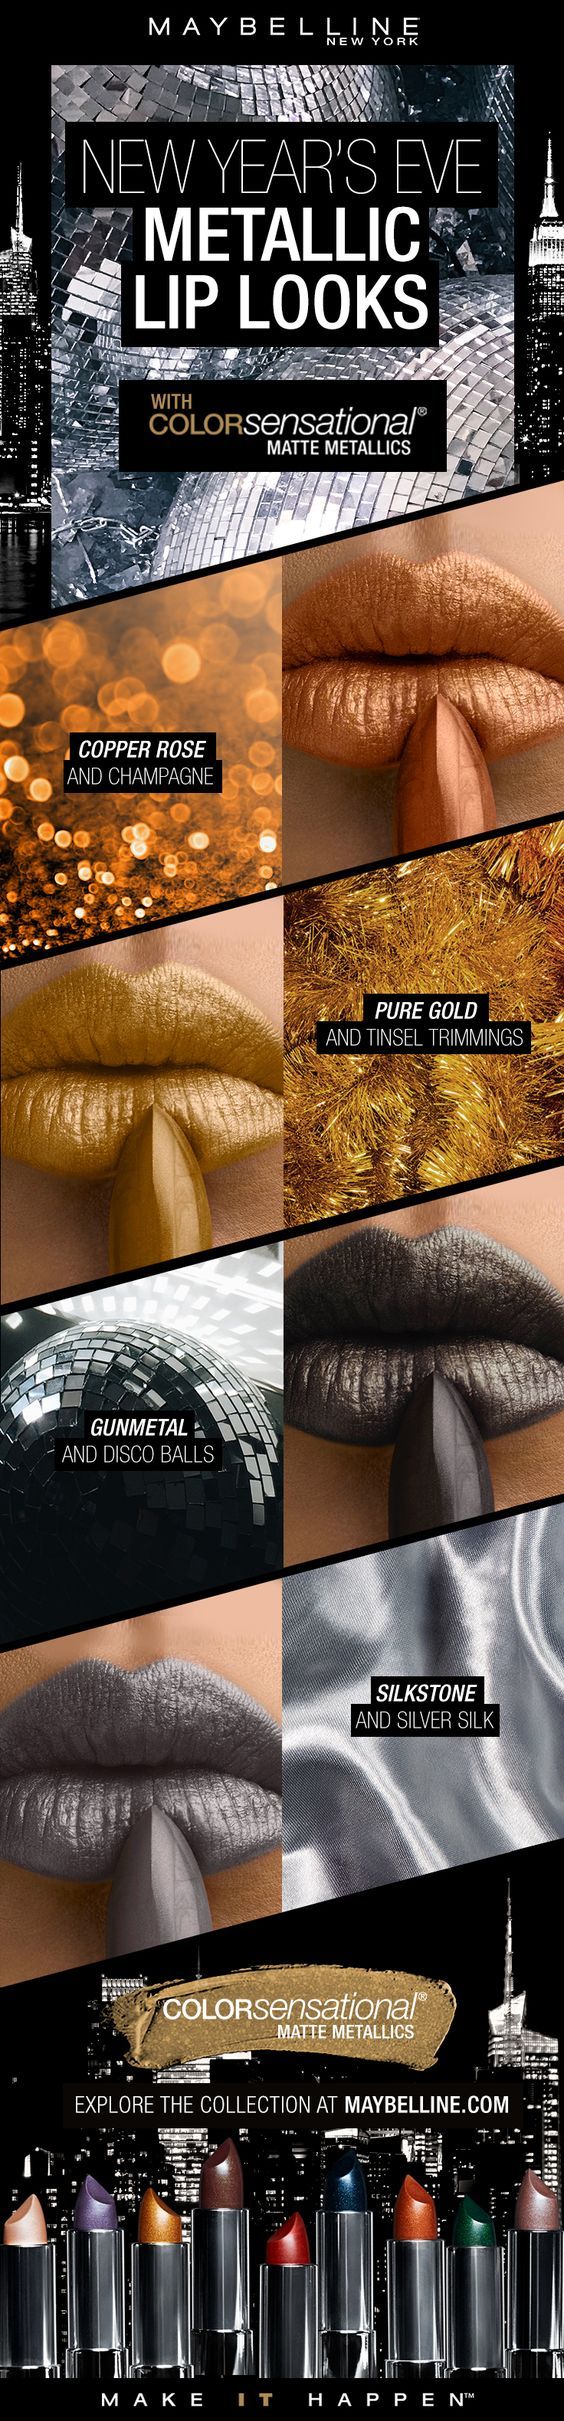 MAYBELLINE
NEW YORK
NEW YEAR'S EVE
METALLIC
LIP LOOKS
WITH
COLORsensational®
MATTE METALLICS
COPPER ROSE
AND CHAMPAGNE
PURE GOLD
AND TINSEL TRIMMINGS
GUNMETAL
AND DISCO BALLS
SILKSTONE
AND SILVER SILK
COLORsensational®
MATTE METALLICS
EXPLORE THE COLLECTION AT MAYBELLINE.COM
MAKE IT HAPPEN™